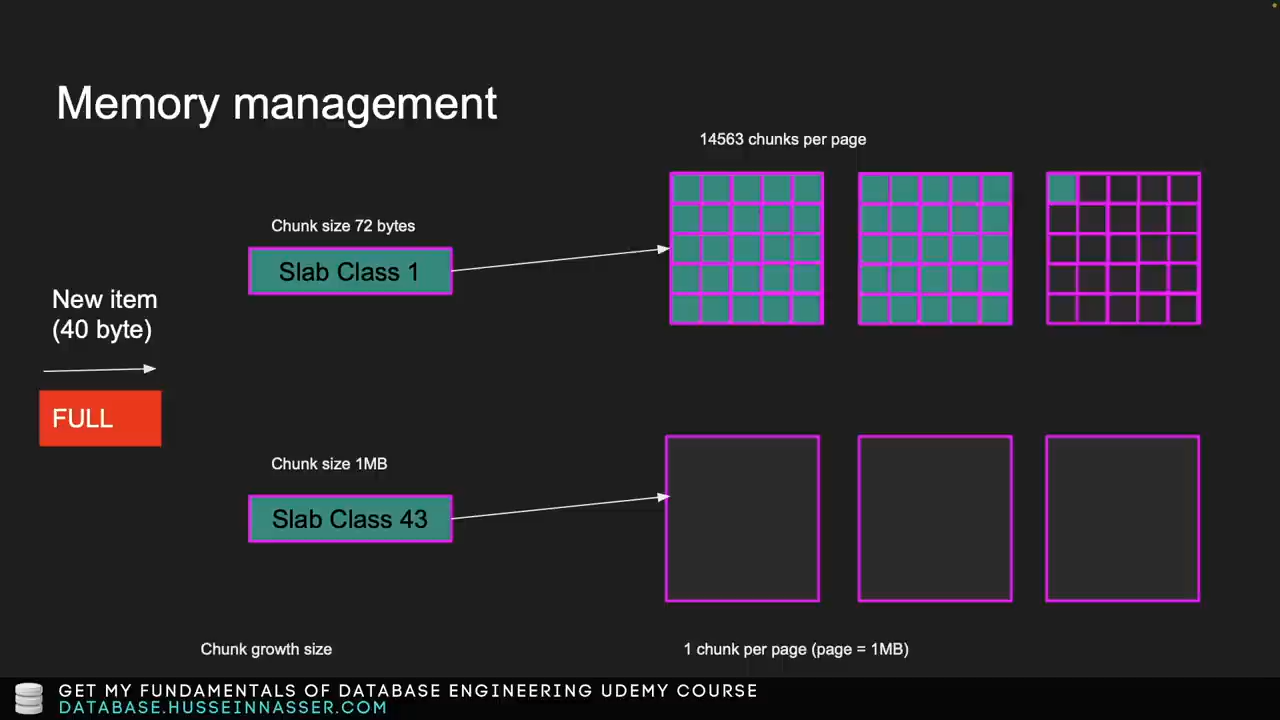 Memory management
14563 chunks per page
Chunk size 72 bytes
Slab Class 1
New item
(40 byte)
FULL
Chunk size 1MB
Slab Class 43
Chunk growth size
1 chunk per page (page = 1MB)
GET MY FUNDAMENTALS OF DATABASE ENGINEERING UDEMY COURSE
DATABASE.HUSSEINNASSER.COM